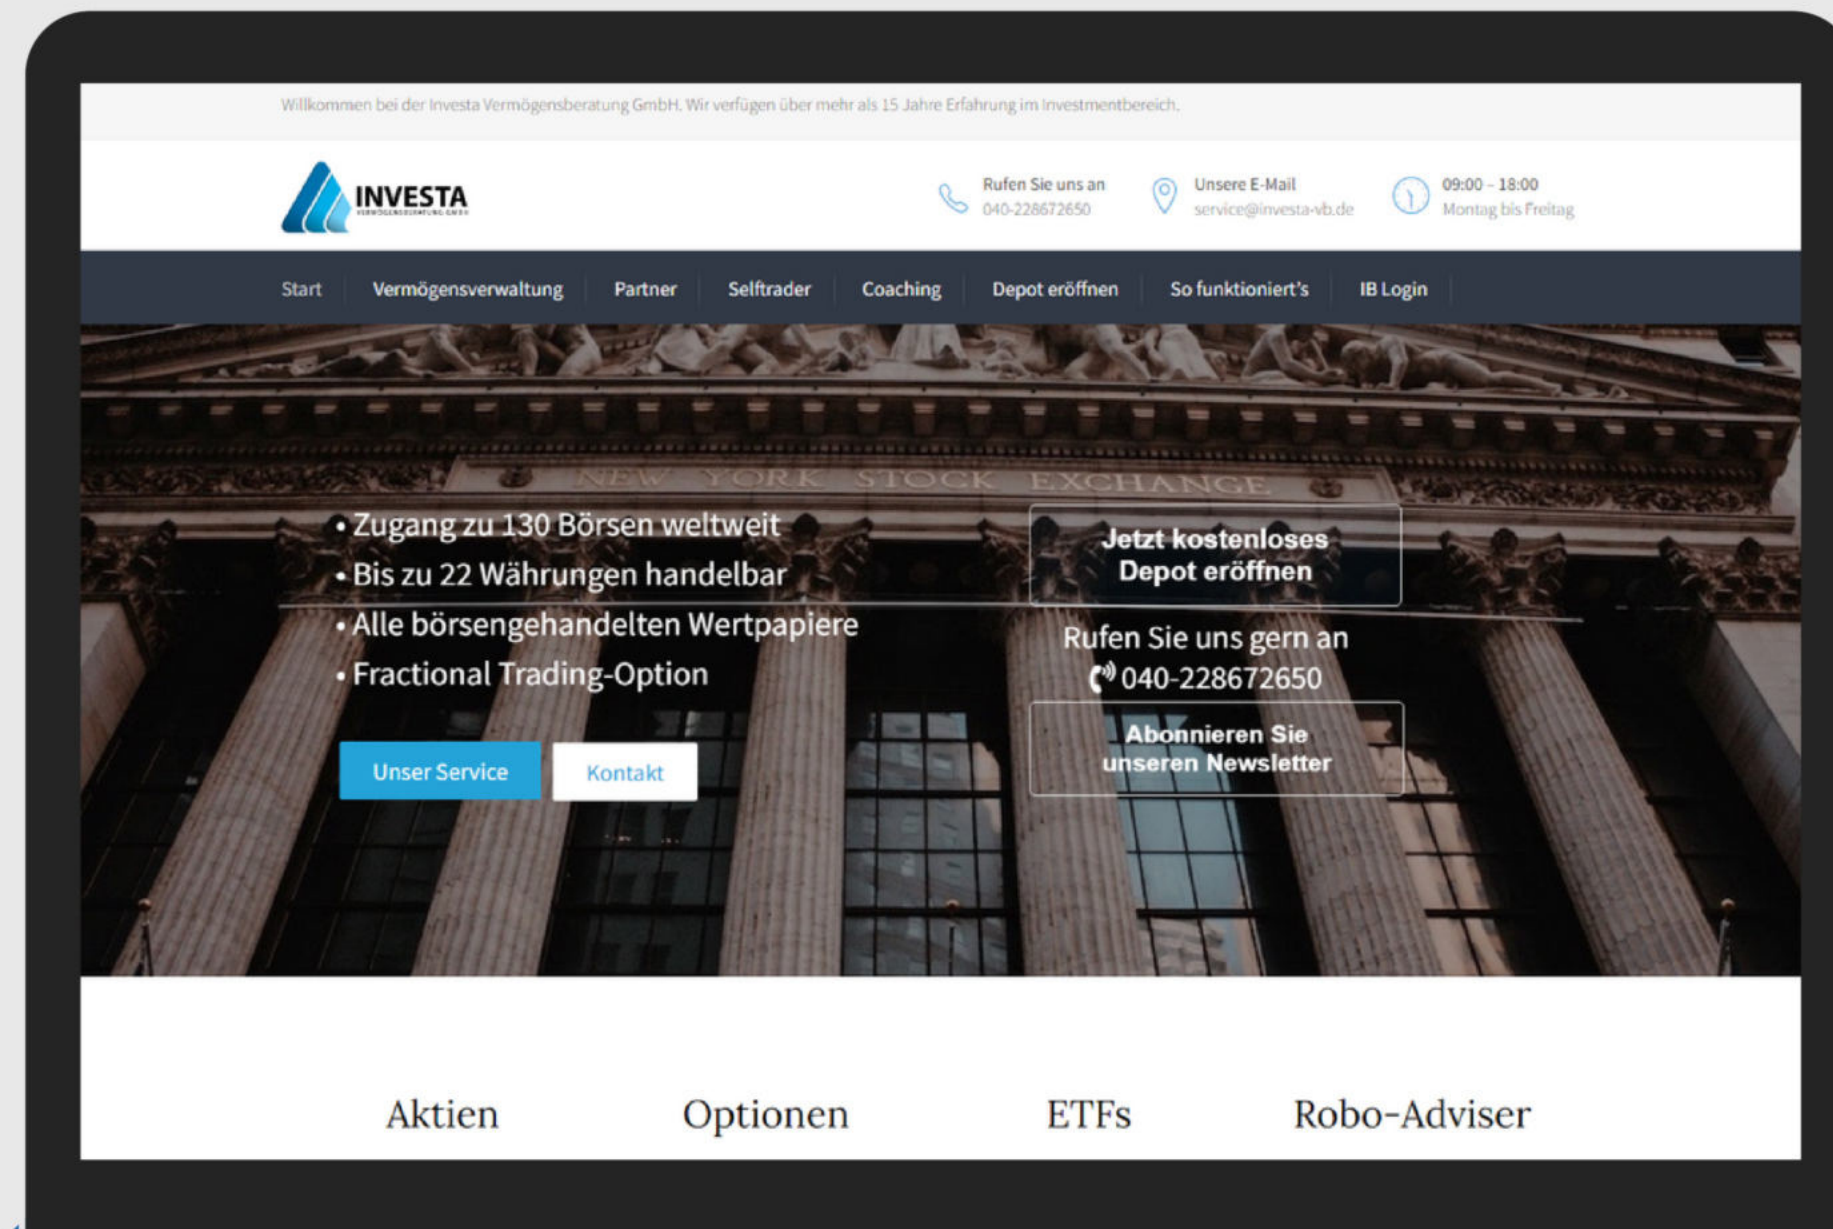 Willkommen bei der Investa Vermögensberatung GmbH. Wir verfügen über mehr als 15 Jahre Erfahrung im Investmentbereich.
INVESTA
VERMÖGENSBERATUNG GMBH
Rufen Sie uns an
040-228672650
Unsere E-Mail
service@investa-vb.de
09:00 – 18:00
Montag bis Freitag
Start Vermögensverwaltung Partner Selftrader Coaching Depot eröffnen So funktioniert's IB Login
NEW YORK STOCK EXCHANGE
• Zugang zu 130 Börsen weltweit
• Bis zu 22 Währungen handelbar
• Alle börsengehandelten Wertpapiere
• Fractional Trading-Option
Unser Service
Kontakt
Jetzt kostenloses
Depot eröffnen
Rufen Sie uns gern an
040-228672650
Abonnieren Sie
unseren Newsletter
Aktien Optionen ETFs Robo-Adviser